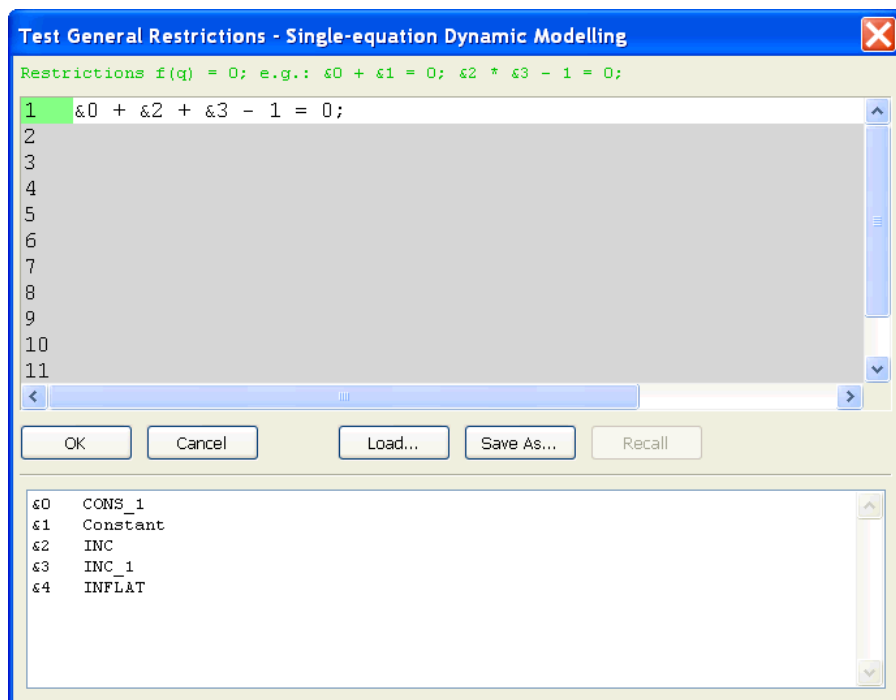 Test General Restrictions - Single-equation Dynamic Modelling
Restrictions f(q) = 0; e.g.: &0 + &1 = 0; &2 * &3 - 1 = 0;
1 &0 + &2 + &3 - 1 = 0;
2
3
4
5
6
7
8
9
10
11
OK Cancel Load... Save As... Recall
&0 CONS_1
&1 Constant
&2 INC
&3 INC_1
&4 INFLAT